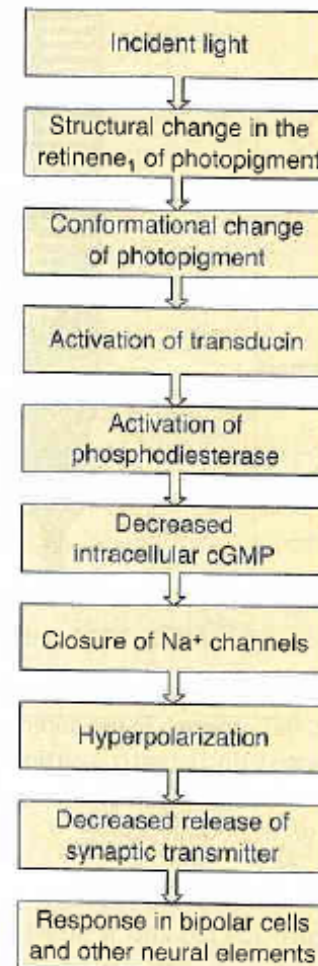 Incident light
Structural change in the
retinene₁ of photopigment
Conformational change
of photopigment
Activation of transducin
Activation of
phosphodiesterase
Decreased
intracellular cGMP
Closure of Na⁺ channels
Hyperpolarization
Decreased release of
synaptic transmitter
Response in bipolar cells
and other neural elements